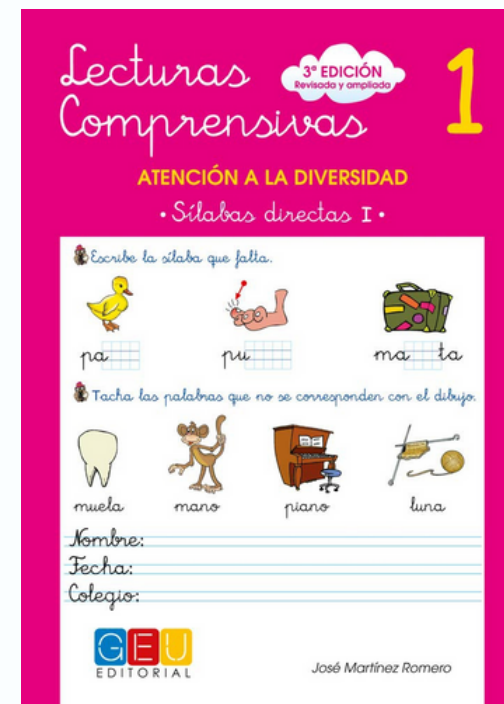 Lecturas
3ª EDICIÓN
Revisada y ampliada
1
Comprensivas
ATENCIÓN A LA DIVERSIDAD
• Sílabas directas I •
Escribe la sílaba que falta.
pa
pu
ma ta
Tacha las palabras que no se corresponden con el dibujo.
muela mano piano luna
Nombre:
Fecha:
Colegio:
GEU
EDITORIAL
José Martínez Romero